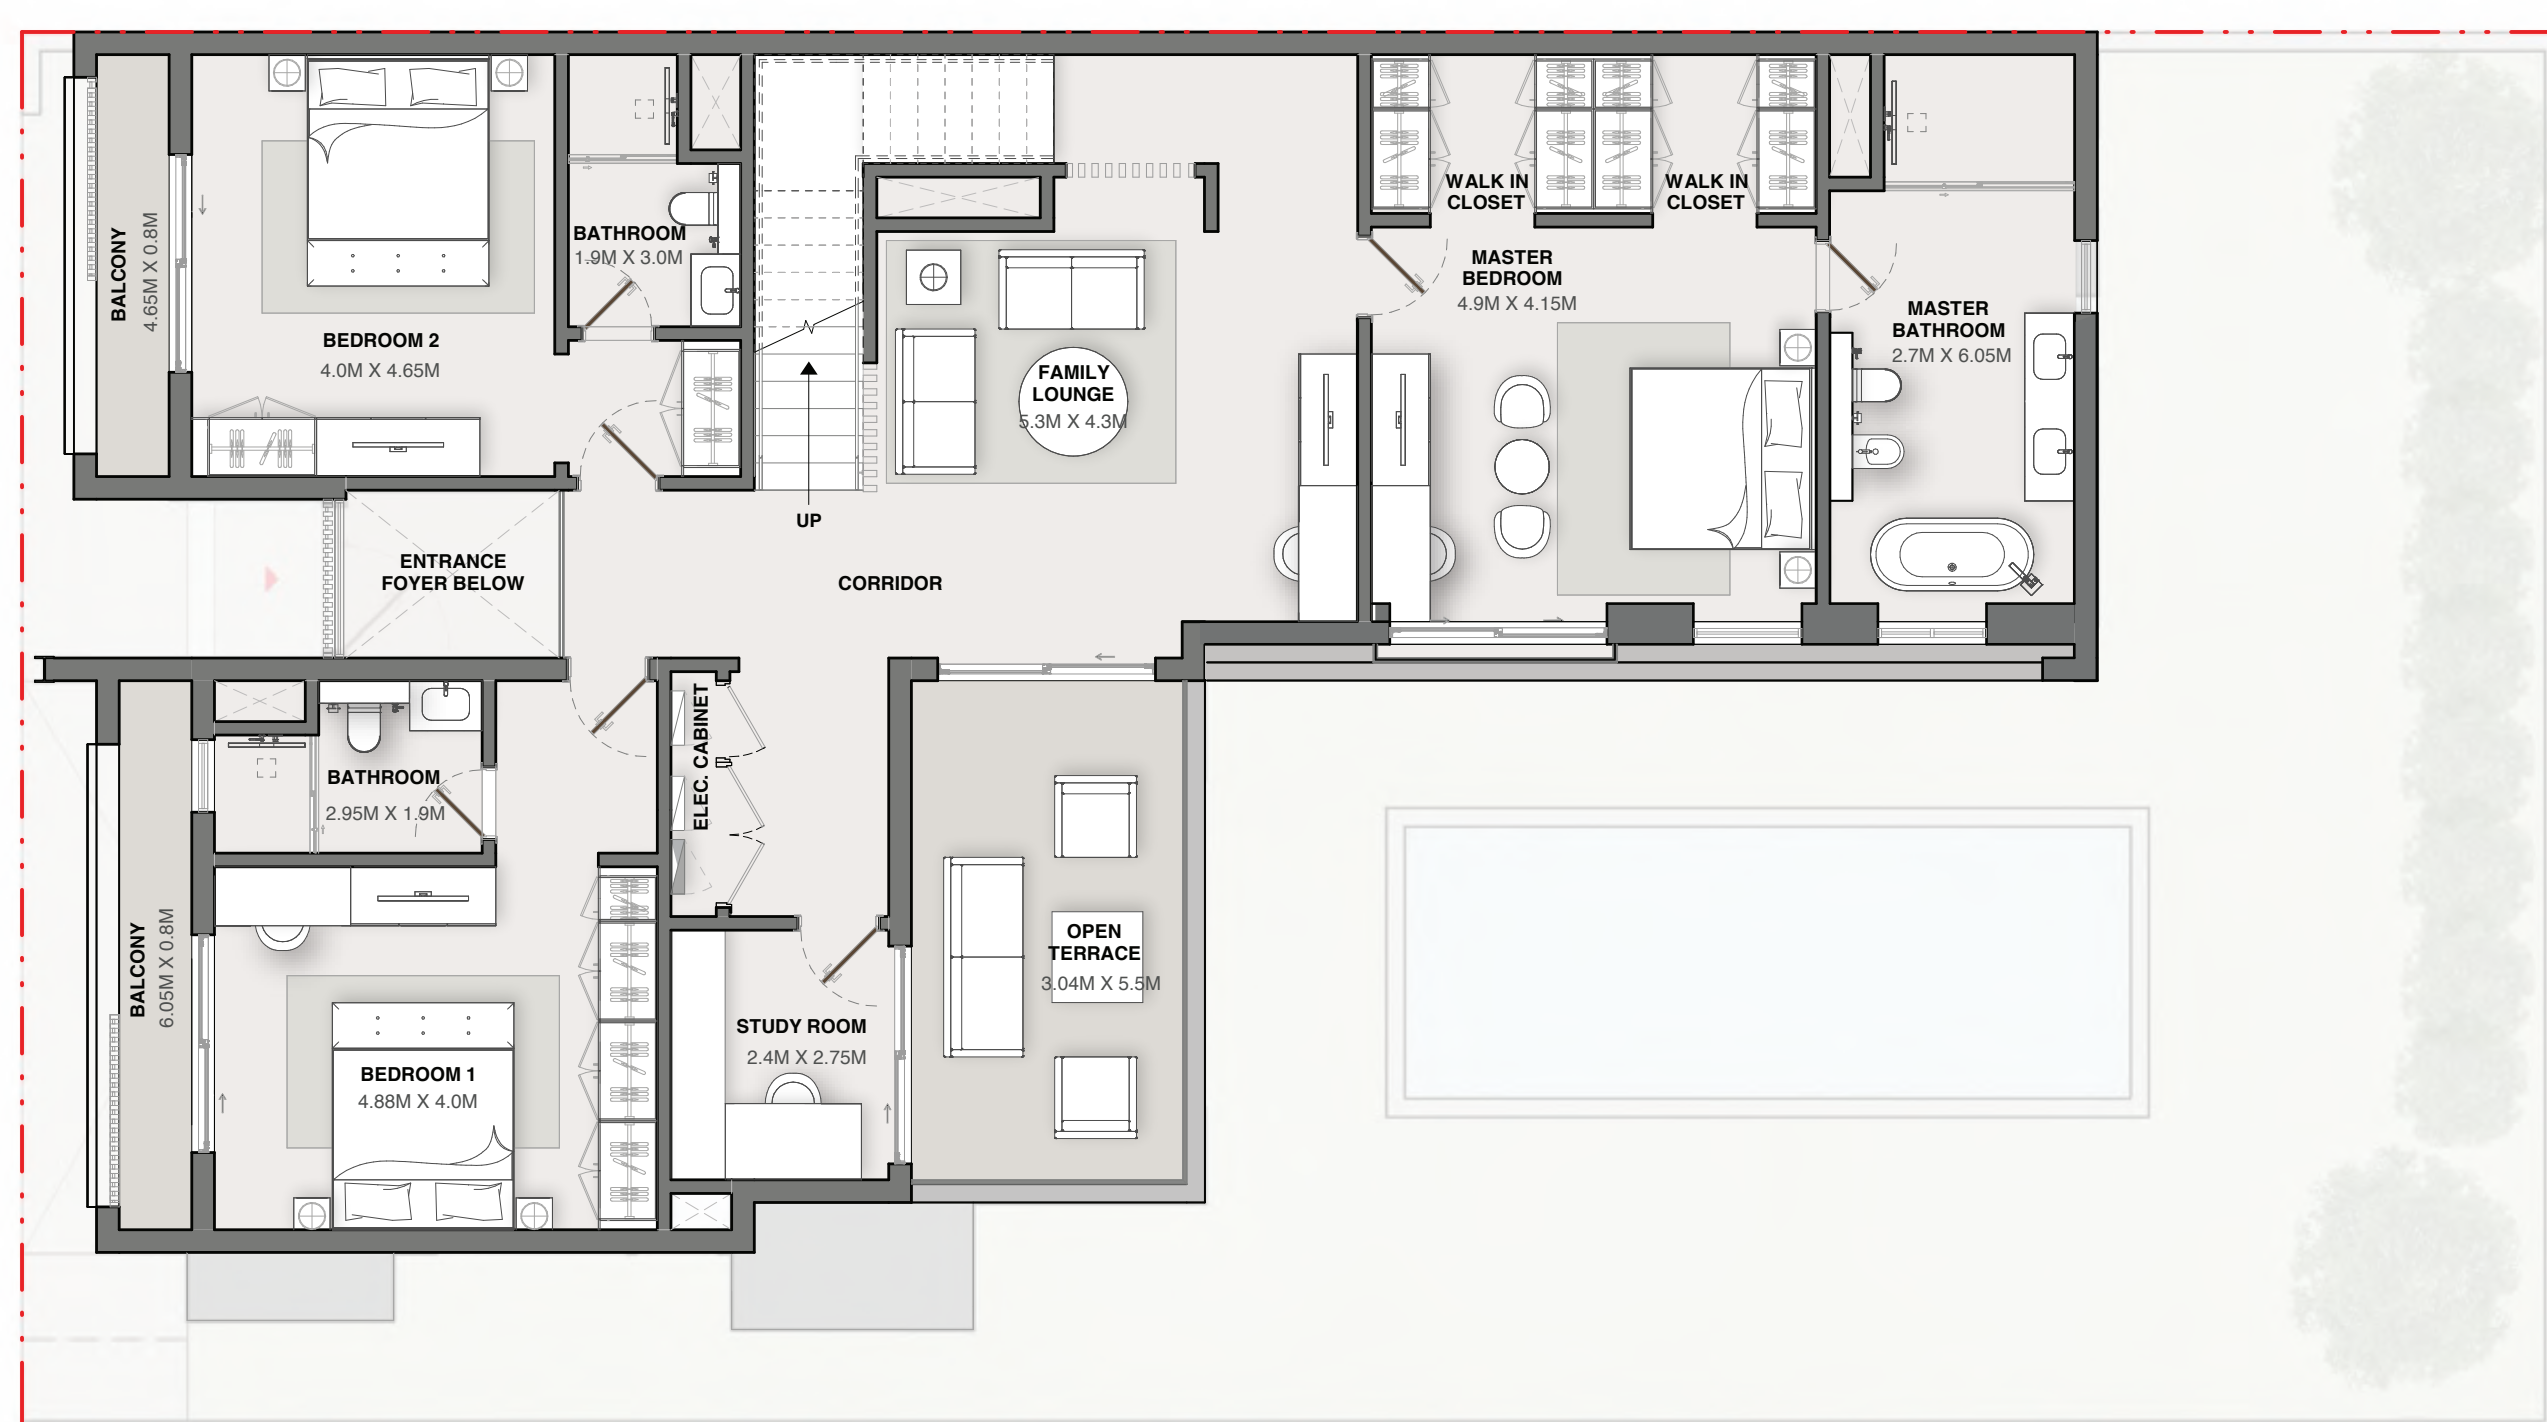 BALCONY
4.65M X 0.8M
BEDROOM 2
4.0M X 4.65M
BATHROOM
1.9M X 3.0M
UP
FAMILY
LOUNGE
5.3M X 4.3M
WALK IN
CLOSET
WALK IN
CLOSET
MASTER
BEDROOM
4.9M X 4.15M
MASTER
BATHROOM
2.7M X 6.05M
ENTRANCE
FOYER BELOW
CORRIDOR
BATHROOM
2.95M X 1.9M
ELEC. CABINET
BALCONY
6.05M X 0.8M
BEDROOM 1
4.88M X 4.0M
STUDY ROOM
2.4M X 2.75M
OPEN
TERRACE
3.04M X 5.5M